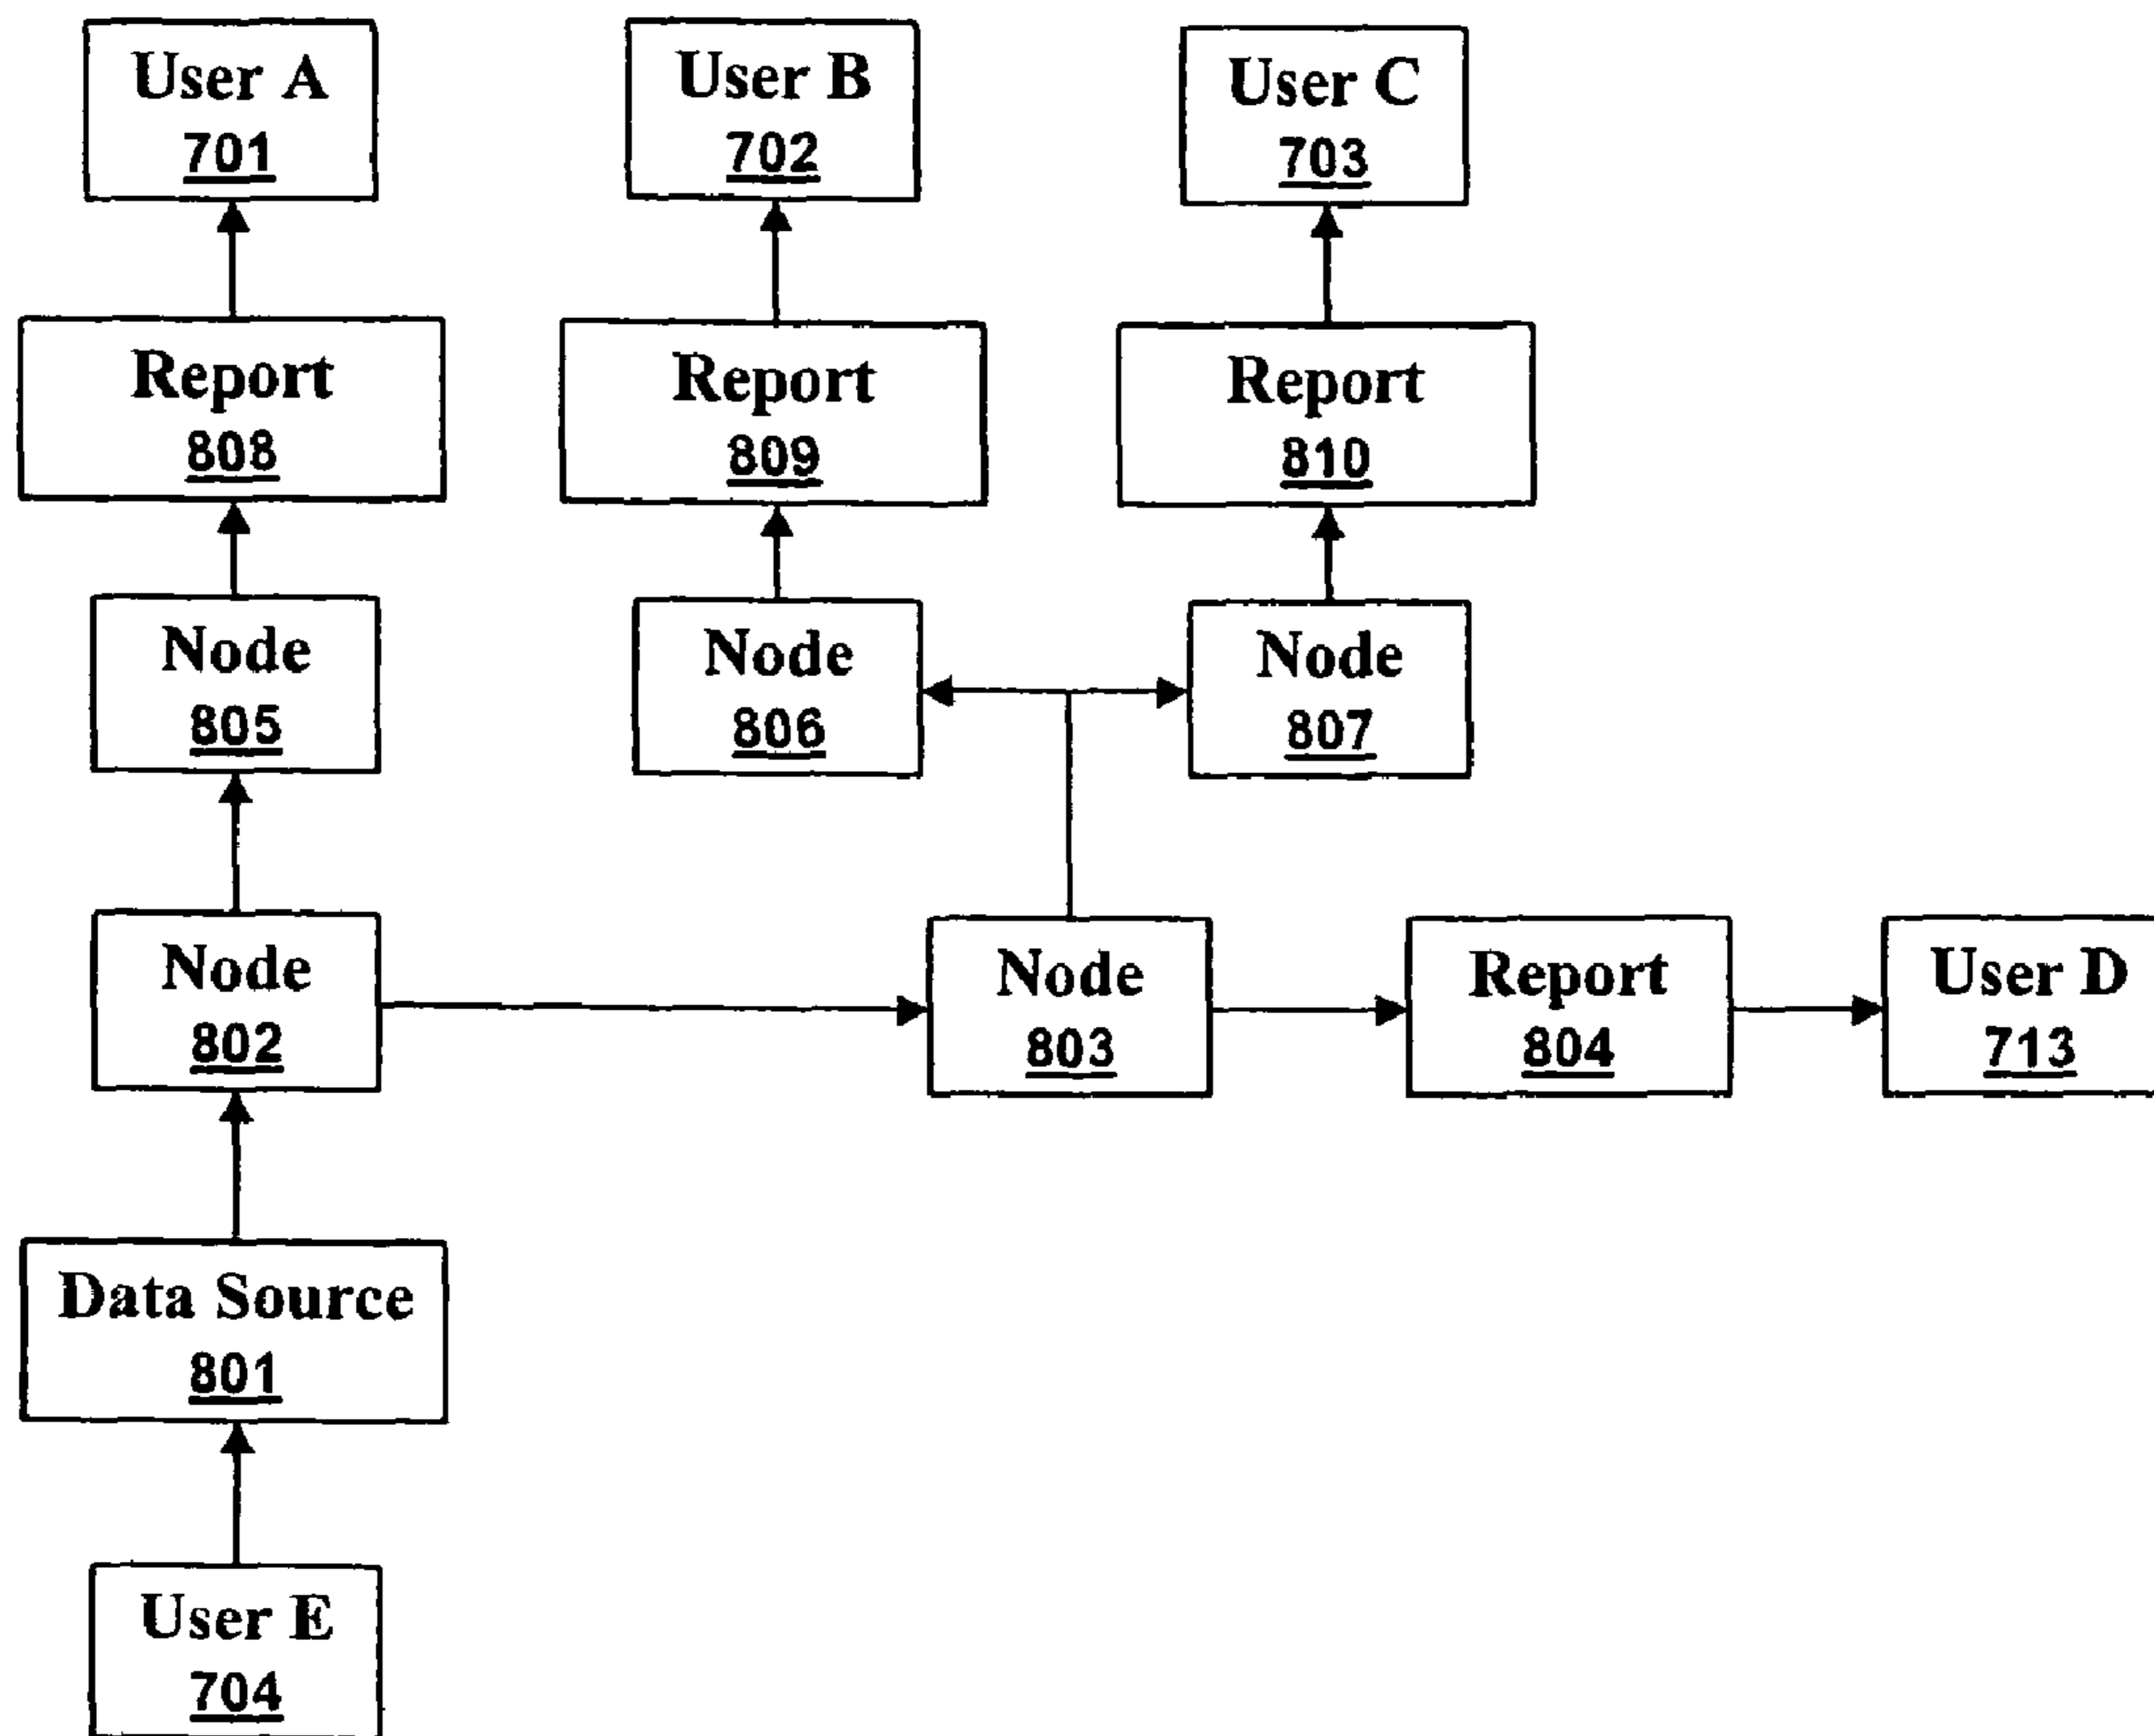 User A
701
User B
702
User C
703
Report
808
Report
809
Report
810
Node
805
Node
806
Node
807
Node
802
Node
803
Report
804
User D
713
Data Source
801
User E
704